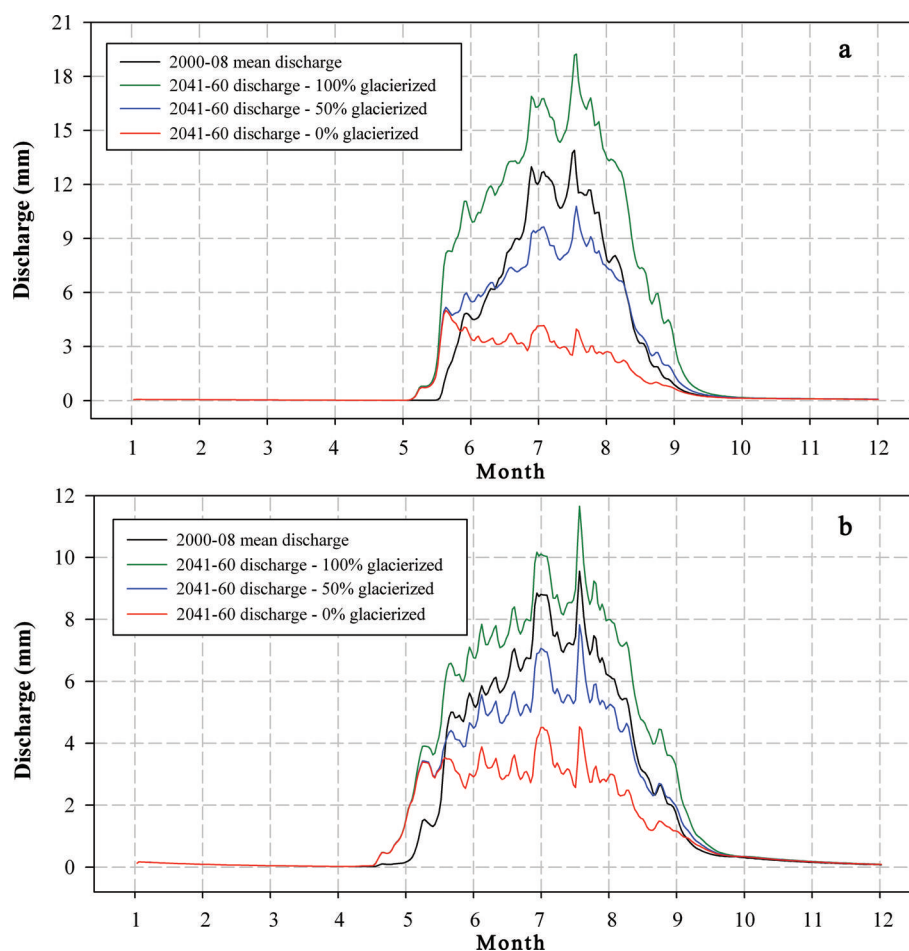 21
18
15
12
9
6
3
0
Discharge (mm)
2000-08 mean discharge
2041-60 discharge - 100% glacierized
2041-60 discharge - 50% glacierized
2041-60 discharge - 0% glacierized
a
1 2 3 4 5 6 7 8 9 10 11 12
Month
12
10
8
6
4
2
0
Discharge (mm)
2000-08 mean discharge
2041-60 discharge - 100% glacierized
2041-60 discharge - 50% glacierized
2041-60 discharge - 0% glacierized
b
1 2 3 4 5 6 7 8 9 10 11 12
Month